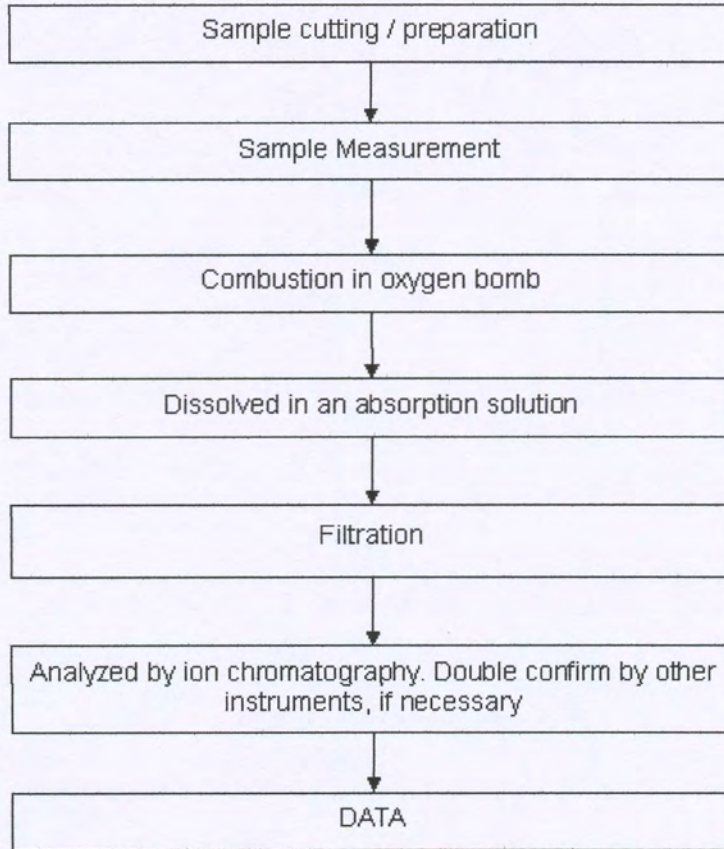 Sample cutting / preparation
Sample Measurement
Combustion in oxygen bomb
Dissolved in an absorption solution
Filtration
Analyzed by ion chromatography. Double confirm by other
instruments, if necessary
DATA